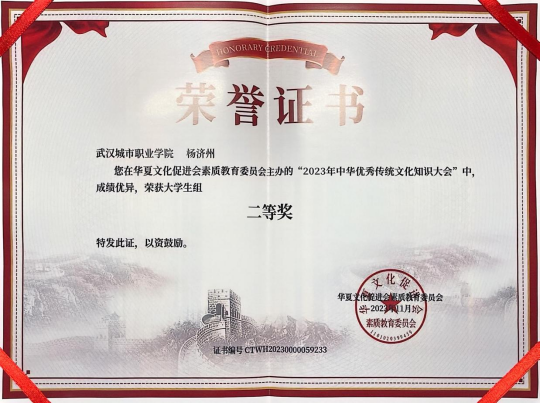 HONORARY CREDENTIAL
荣誉证书
武汉城市职业学院 杨济州
您在华夏文化促进会素质教育委员会主办的“2023年中华优秀传统文化知识大会”中，
成绩优异，荣获大学生组
二等奖
特发此证，以资鼓励。
华夏文化促进会素质教育委员会
素质教育委员会
证书编号 CTWH20230000059233